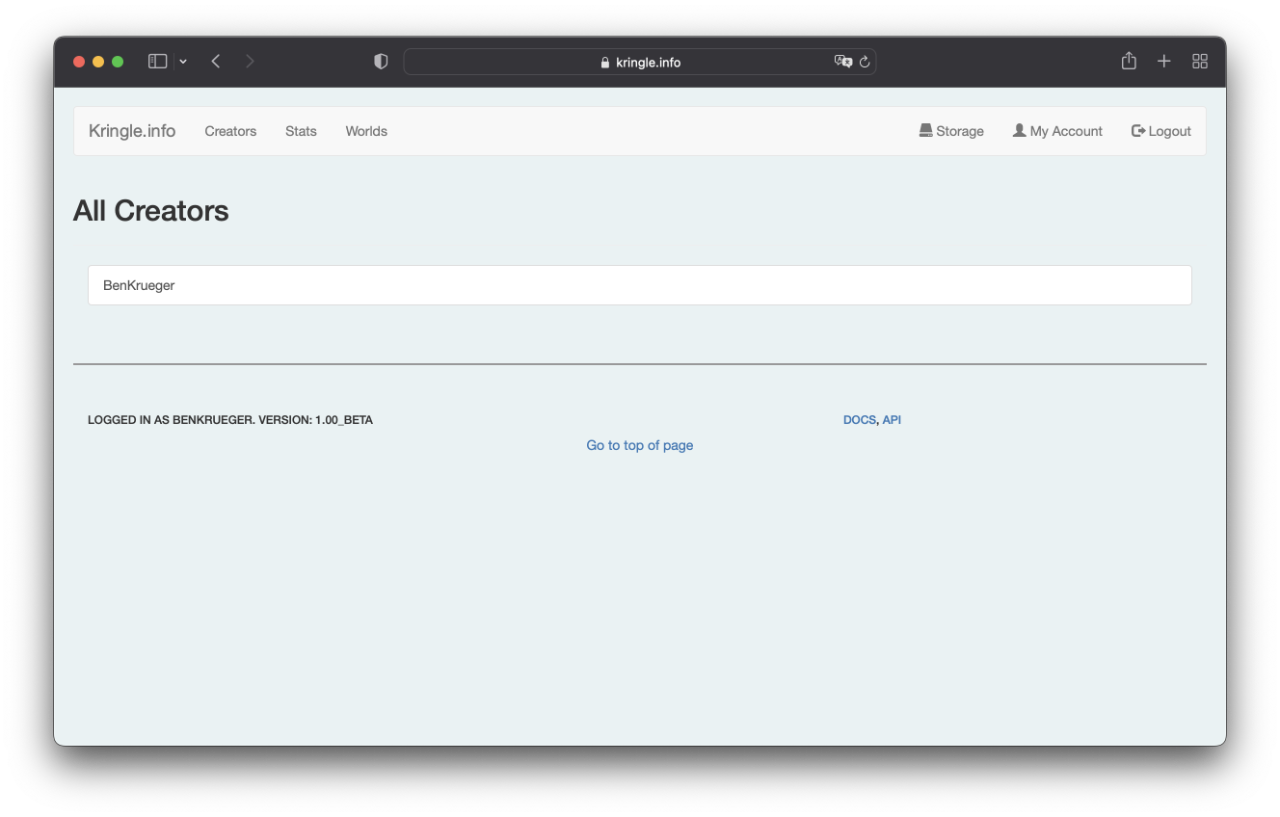 kringle.info
Kringle.info Creators Stats Worlds Storage My Account Logout
All Creators
BenKrueger
LOGGED IN AS BENKRUEGER. VERSION: 1.00_BETA DOCS, API
Go to top of page